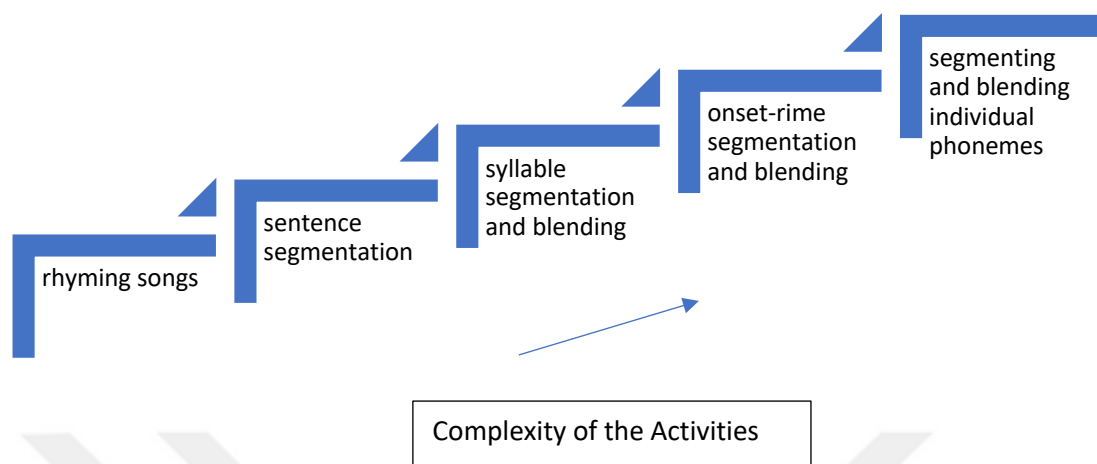 rhyming songs
sentence
segmentation
syllable
segmentation
and blending
onset-rime
segmentation
and blending
segmenting
and blending
individual
phonemes
Complexity of the Activities